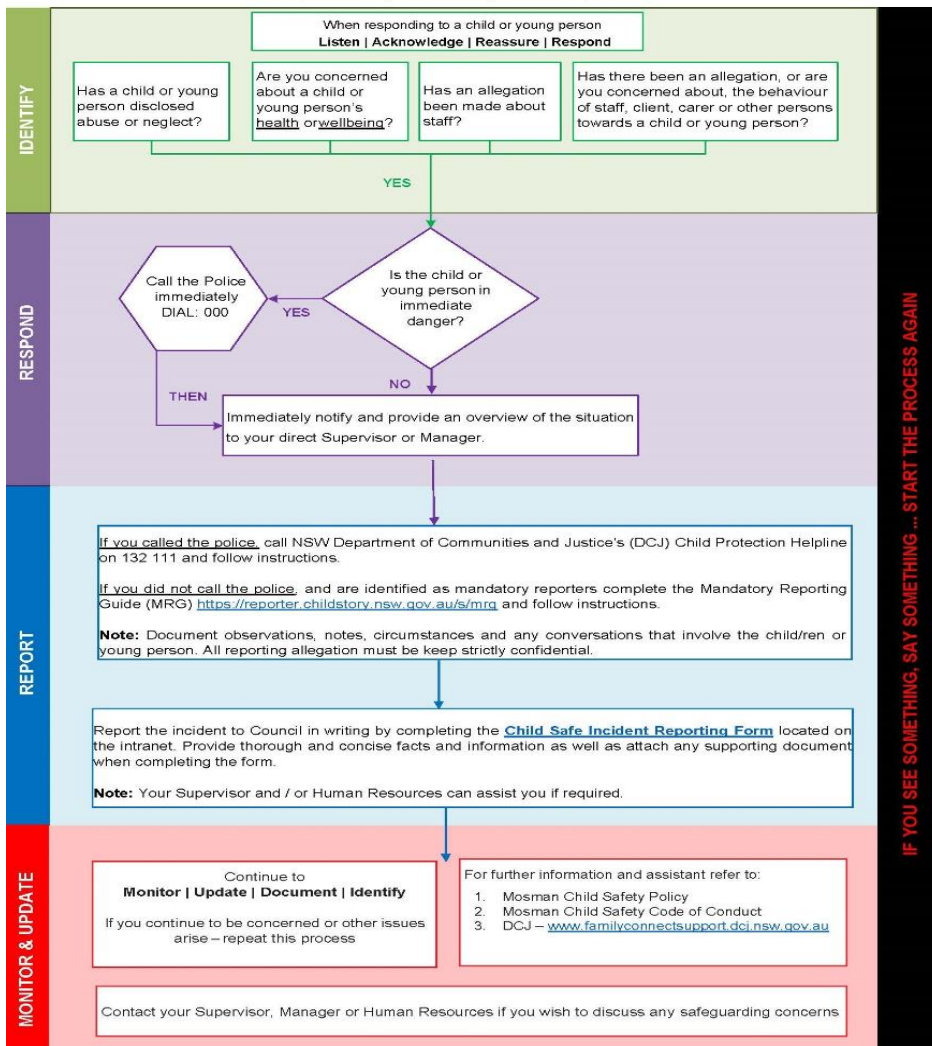 When responding to a child or young person
Listen | Acknowledge | Reassure | Respond
IDENTIFY
Has a child or young
person disclosed
abuse or neglect?
Are you concerned
about a child or
young person's
health orwellbeing?
Has an allegation
been made about
staff?
Has there been an allegation, or are
you concerned about, the behaviour
of staff, client, carer or other persons
towards a child or young person?
YES
RESPOND
Call the Police
immediately
DIAL: 000
YES
Is the child or
young person in
immediate
danger?
THEN
NO
Immediately notify and provide an overview of the situation
to your direct Supervisor or Manager.
REPORT
If you called the police, call NSW Department of Communities and Justice's (DCJ) Child Protection Helpline
on 132 111 and follow instructions.
If you did not call the police, and are identified as mandatory reporters complete the Mandatory Reporting
Guide (MRG) https://reporter.childstory.nsw.gov.au/s/mrg and follow instructions.
Note: Document observations, notes, circumstances and any conversations that involve the child/ren or
young person. All reporting allegation must be keep strictly confidential.
Report the incident to Council in writing by completing the Child Safe Incident Reporting Form located on
the intranet. Provide thorough and concise facts and information as well as attach any supporting document
when completing the form.
Note: Your Supervisor and / or Human Resources can assist you if required.
MONITOR & UPDATE
Continue to
Monitor | Update | Document | Identify
If you continue to be concerned or other issues
arise – repeat this process
For further information and assistant refer to:
1. Mosman Child Safety Policy
2. Mosman Child Safety Code of Conduct
3. DCJ – www.familyconnectsupport.dcj.nsw.gov.au
Contact your Supervisor, Manager or Human Resources if you wish to discuss any safeguarding concerns
IF YOU SEE SOMETHING, SAY SOMETHING ... START THE PROCESS AGAIN